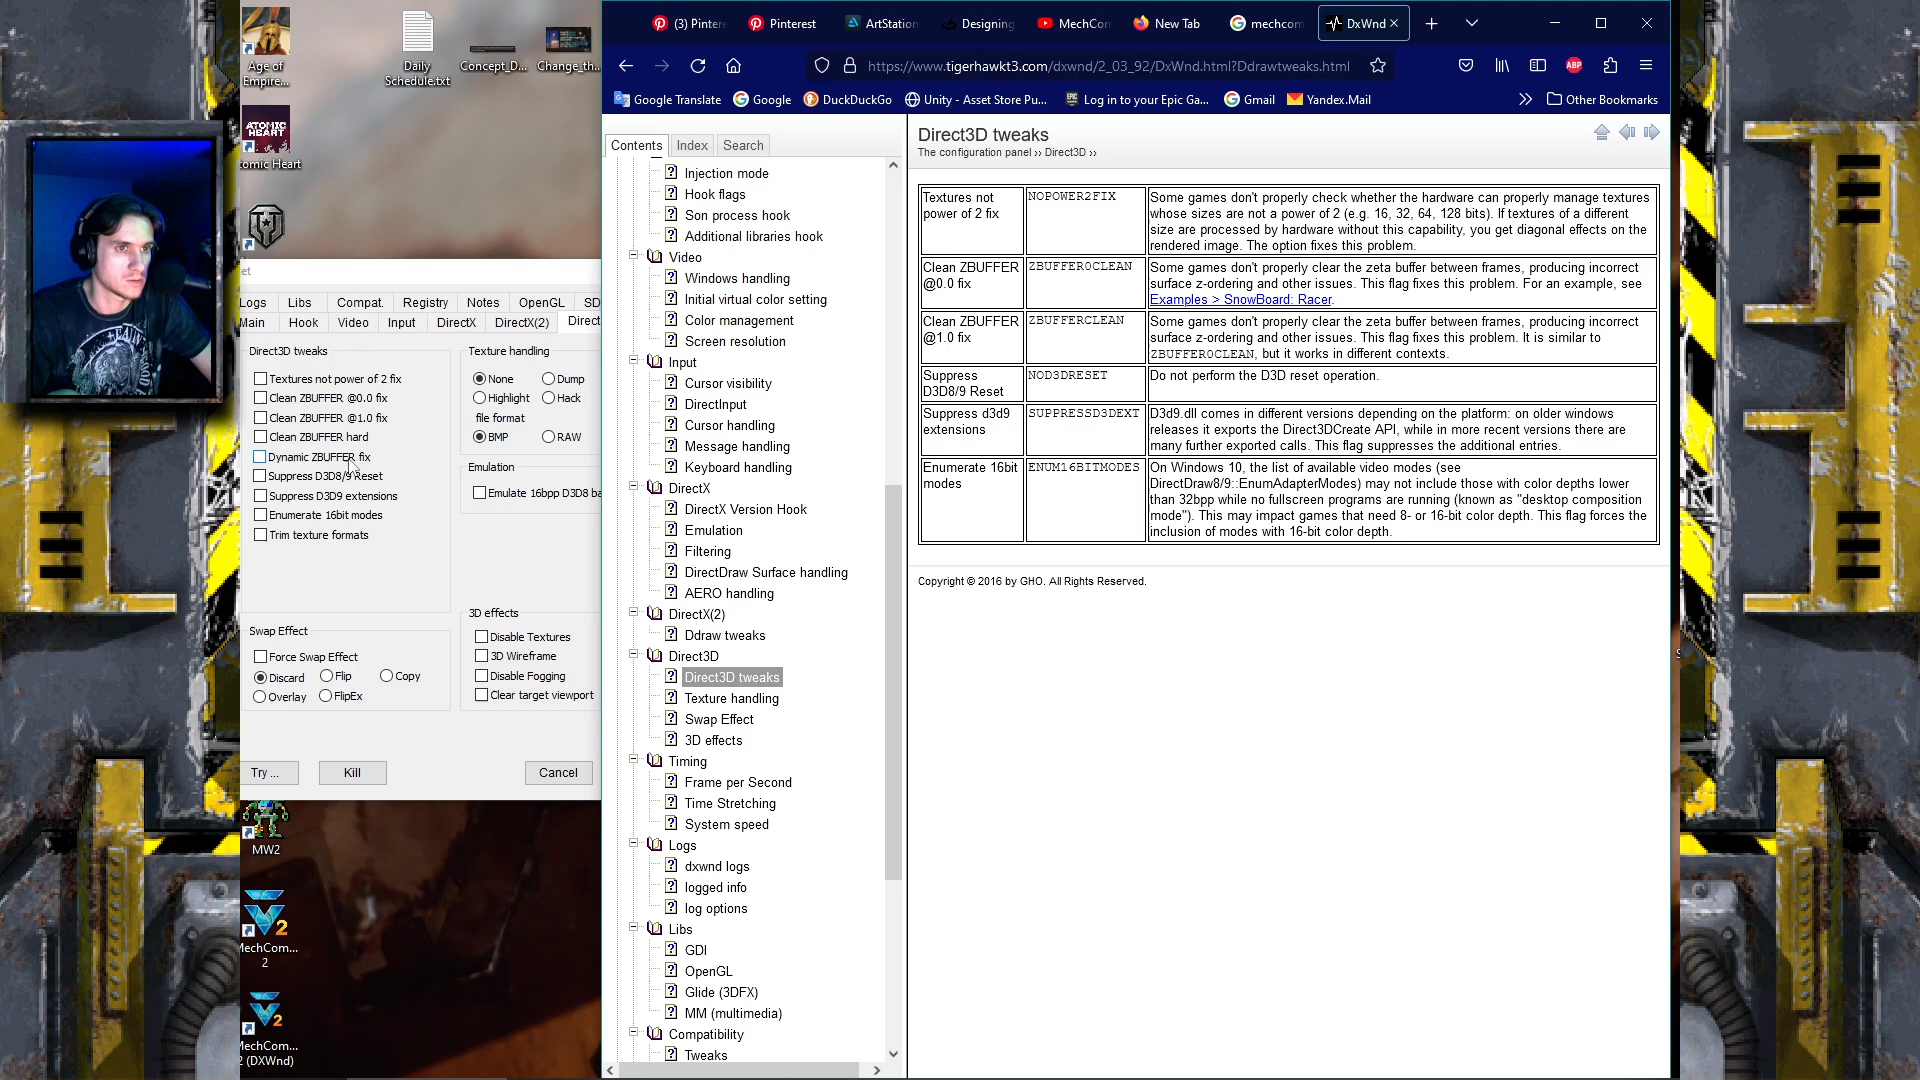 Age of
Empire...
Daily
Schedule.txt
Concept_D...
Change_th...
ATOMIC
HEART
tomic Heart
et
Logs
Libs
Compat.
Registry
Notes
OpenGL
SD
Main
Hook
Video
Input
DirectX
DirectX(2)
Direct
Direct3D tweaks
Textures not power of 2 fix
Clean ZBUFFER @0.0 fix
Clean ZBUFFER @1.0 fix
Clean ZBUFFER hard
Dynamic ZBUFFER fix
Suppress D3D8/9 Reset
Suppress D3D9 extensions
Enumerate 16bit modes
Trim texture formats
Texture handling
None
Dump
Highlight
Hack
file format
BMP
RAW
Emulation
Emulate 16bpp D3D8 ba
Swap Effect
Force Swap Effect
Discard
Flip
Copy
Overlay
FlipEx
3D effects
Disable Textures
3D Wireframe
Disable Fogging
Clear target viewport
Try ...
Kill
Cancel
MW2
2
MechCom...
2
2
MechCom...
2 (DXWnd)
(3) Pinter
Pinterest
ArtStation
Designing
MechCom
New Tab
mechcom
DxWnd
https://www.tigerhawkt3.com/dxwnd/2_03_92/DxWnd.html?Ddrawtweaks.html
ABP
Google Translate
Google
DuckDuckGo
Unity - Asset Store Pu...
Log in to your Epic Ga...
Gmail
Yandex.Mail
Other Bookmarks
Contents
Index
Search
Injection mode
Hook flags
Son process hook
Additional libraries hook
Video
Windows handling
Initial virtual color setting
Color management
Screen resolution
Input
Cursor visibility
DirectInput
Cursor handling
Message handling
Keyboard handling
DirectX
DirectX Version Hook
Emulation
Filtering
DirectDraw Surface handling
AERO handling
DirectX(2)
Ddraw tweaks
Direct3D
Direct3D tweaks
Texture handling
Swap Effect
3D effects
Timing
Frame per Second
Time Stretching
System speed
Logs
dxwnd logs
logged info
log options
Libs
GDI
OpenGL
Glide (3DFX)
MM (multimedia)
Compatibility
Tweaks
Direct3D tweaks
The configuration panel ›› Direct3D ››
Textures not
power of 2 fix
NOPOWER2FIX
Some games don't properly check whether the hardware can properly manage textures
whose sizes are not a power of 2 (e.g. 16, 32, 64, 128 bits). If textures of a different
size are processed by hardware without this capability, you get diagonal effects on the
rendered image. The option fixes this problem.
Clean ZBUFFER
@0.0 fix
ZBUFFER0CLEAN
Some games don't properly clear the zeta buffer between frames, producing incorrect
surface z-ordering and other issues. This flag fixes this problem. For an example, see
Examples > SnowBoard: Racer.
Clean ZBUFFER
@1.0 fix
ZBUFFERCLEAN
Some games don't properly clear the zeta buffer between frames, producing incorrect
surface z-ordering and other issues. This flag fixes this problem. It is similar to
ZBUFFER0CLEAN, but it works in different contexts.
Suppress
D3D8/9 Reset
NOD3DRESET
Do not perform the D3D reset operation.
Suppress d3d9
extensions
SUPPRESSD3DEXT
D3d9.dll comes in different versions depending on the platform: on older windows
releases it exports the Direct3DCreate API, while in more recent versions there are
many further exported calls. This flag suppresses the additional entries.
Enumerate 16bit
modes
ENUM16BITMODES
On Windows 10, the list of available video modes (see
DirectDraw8/9::EnumAdapterModes) may not include those with color depths lower
than 32bpp while no fullscreen programs are running (known as "desktop composition
mode"). This may impact games that need 8- or 16-bit color depth. This flag forces the
inclusion of modes with 16-bit color depth.
Copyright © 2016 by GHO. All Rights Reserved.